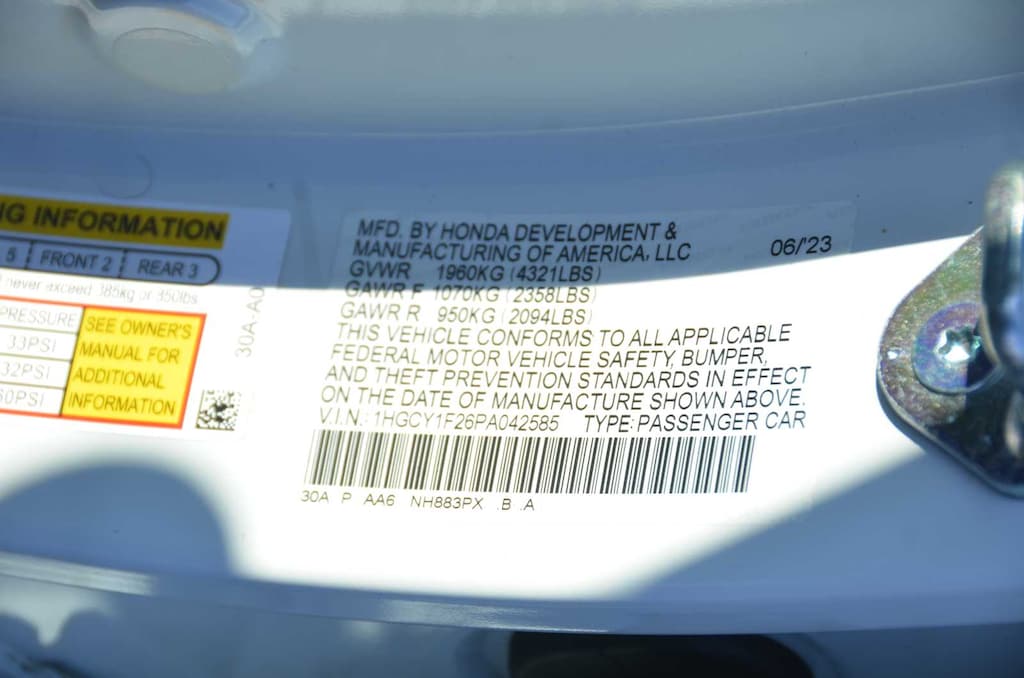 NG INFORMATION
5 FRONT 2 REAR 3
never exceed 385kg or 850lbs
PRESSURE
33PSI
32PSI
60PSI
SEE OWNER'S
MANUAL FOR
ADDITIONAL
INFORMATION
30A-A0
MFD. BY HONDA DEVELOPMENT &
MANUFACTURING OF AMERICA, LLC 06/'23
GVWR 1960KG (4321LBS)
GAWR F 1070KG (2358LBS)
GAWR R 950KG (2094LBS)
THIS VEHICLE CONFORMS TO ALL APPLICABLE
FEDERAL MOTOR VEHICLE SAFETY, BUMPER,
AND THEFT PREVENTION STANDARDS IN EFFECT
ON THE DATE OF MANUFACTURE SHOWN ABOVE.
V.I.N.: 1HGCY1F26PA042585 TYPE:PASSENGER CAR
30A P AA6 NH883PX .B .A